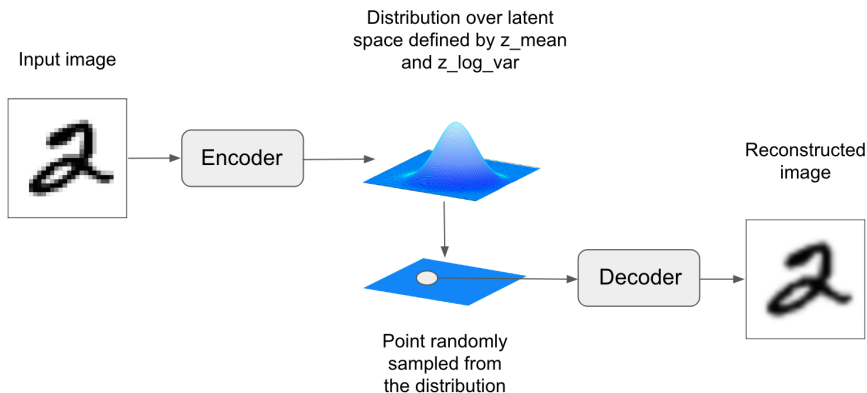 Input image
Encoder
Distribution over latent
space defined by z_mean
and z_log_var
Point randomly
sampled from
the distribution
Decoder
Reconstructed
image